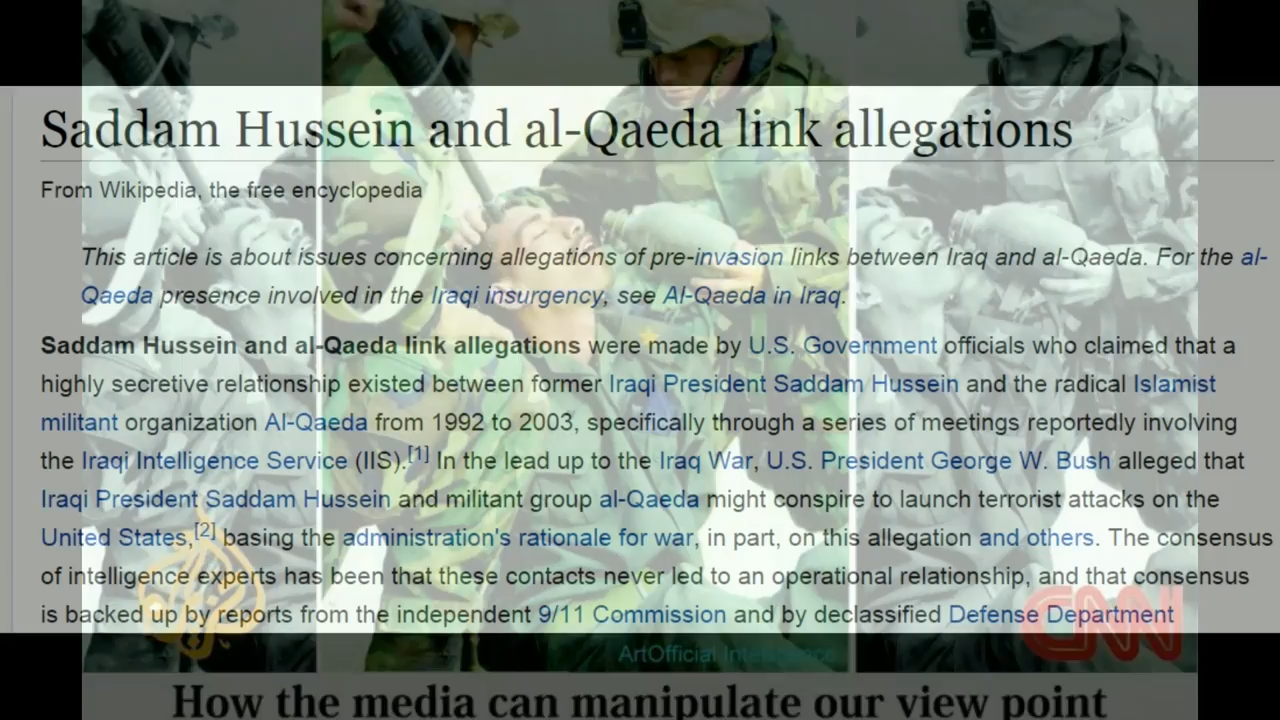 Saddam Hussein and al-Qaeda link allegations
From Wikipedia, the free encyclopedia
This article is about issues concerning allegations of pre-invasion links between Iraq and al-Qaeda. For the al-
Qaeda presence involved in the Iraqi insurgency, see Al-Qaeda in Iraq.
Saddam Hussein and al-Qaeda link allegations were made by U.S. Government officials who claimed that a
highly secretive relationship existed between former Iraqi President Saddam Hussein and the radical Islamist
militant organization Al-Qaeda from 1992 to 2003, specifically through a series of meetings reportedly involving
the Iraqi Intelligence Service (IIS).[1] In the lead up to the Iraq War, U.S. President George W. Bush alleged that
Iraqi President Saddam Hussein and militant group al-Qaeda might conspire to launch terrorist attacks on the
United States,[2] basing the administration's rationale for war, in part, on this allegation and others. The consensus
of intelligence experts has been that these contacts never led to an operational relationship, and that consensus
is backed up by reports from the independent 9/11 Commission and by declassified Defense Department
CNN
ArtOfficial Intelligence
How the media can manipulate our view point